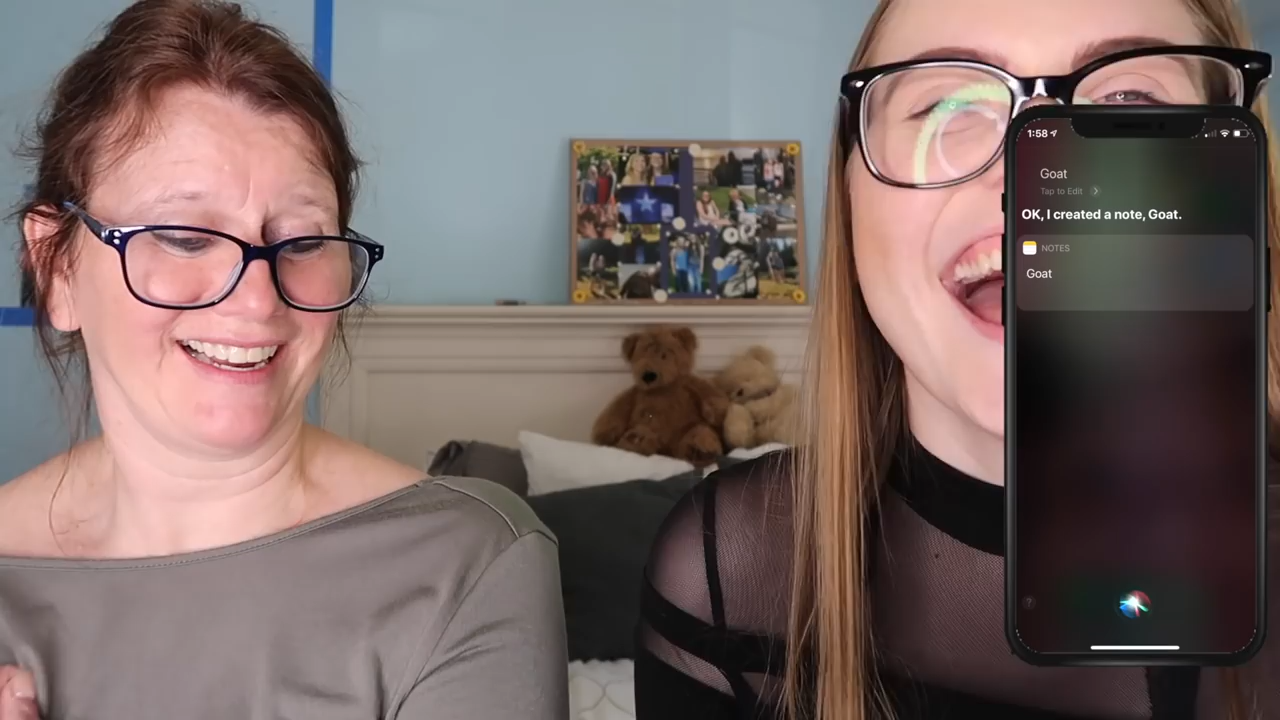 1:58
Goat
Tap to Edit
OK, I created a note, Goat.
NOTES
Goat
?